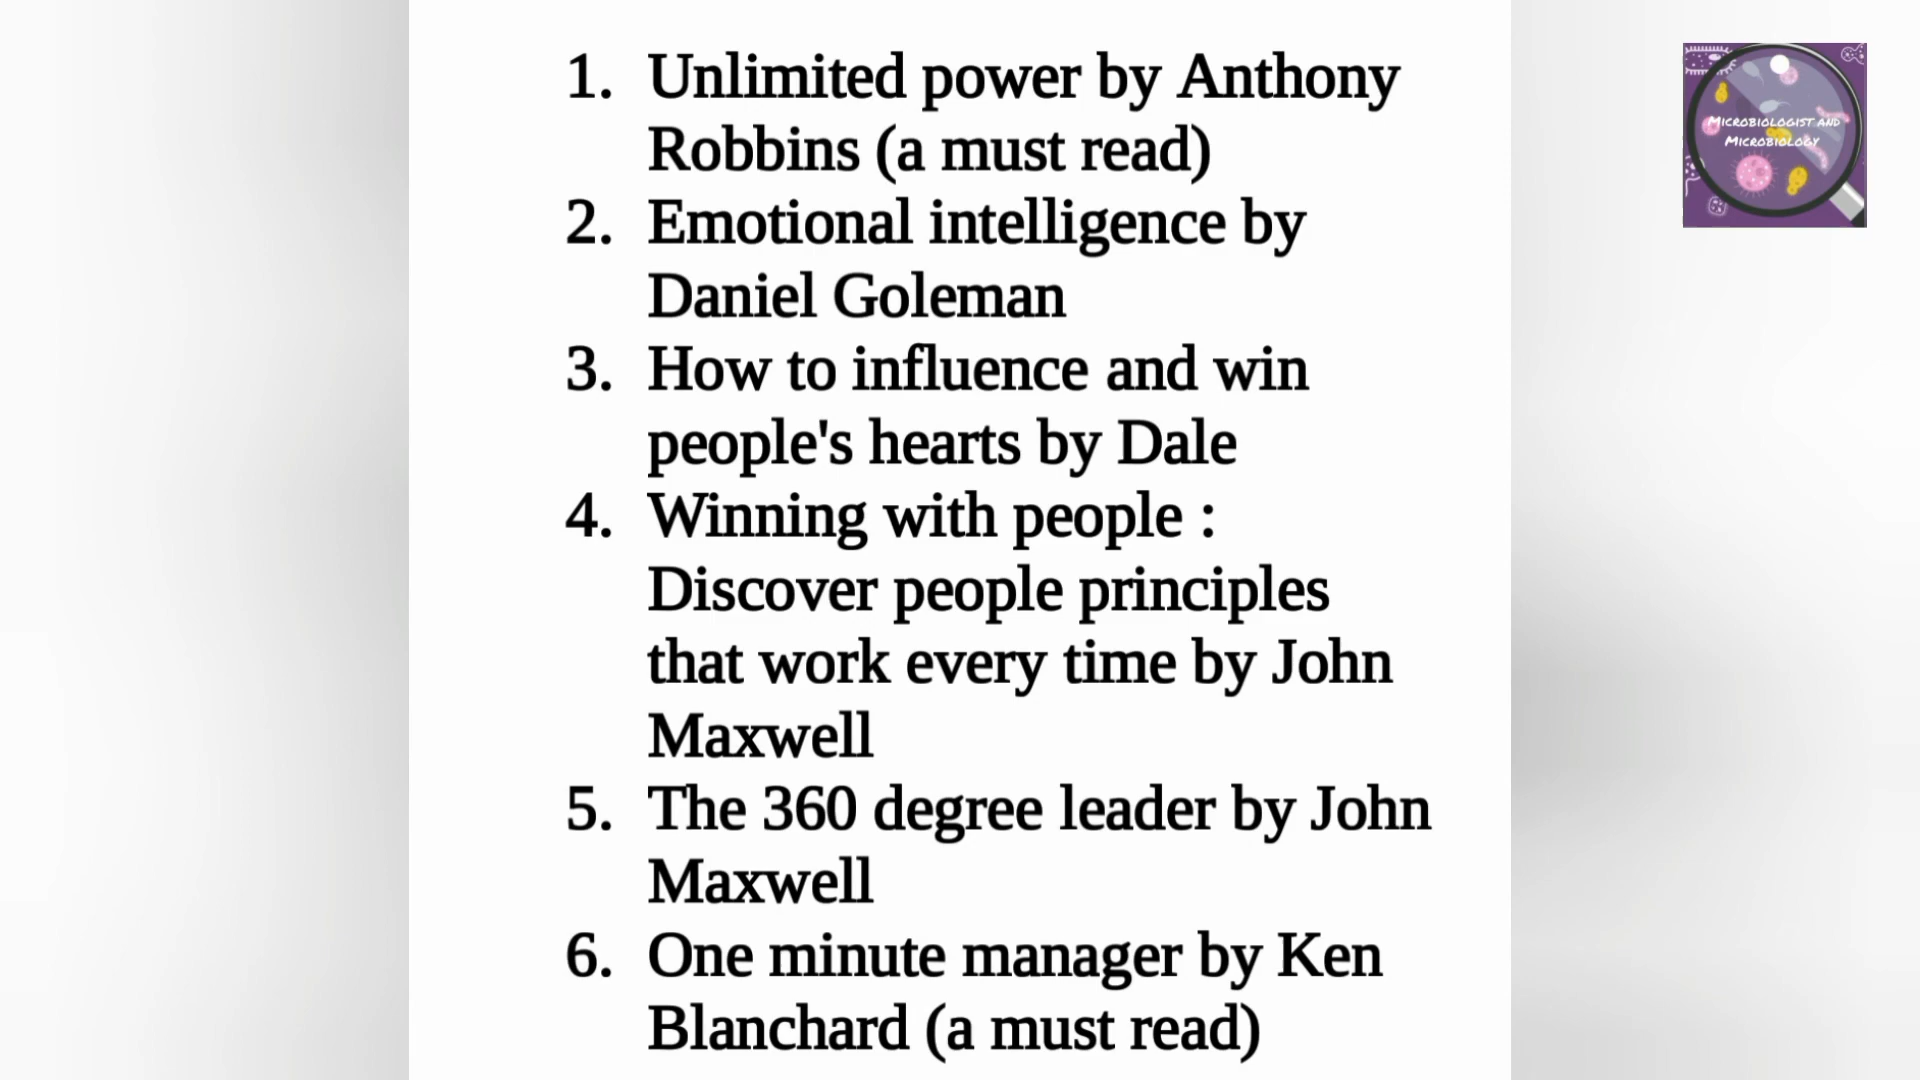 1. Unlimited power by Anthony
Robbins (a must read)
2. Emotional intelligence by
Daniel Goleman
3. How to influence and win
people's hearts by Dale
4. Winning with people :
Discover people principles
that work every time by John
Maxwell
5. The 360 degree leader by John
Maxwell
6. One minute manager by Ken
Blanchard (a must read)
Microbiologist and
Microbiology